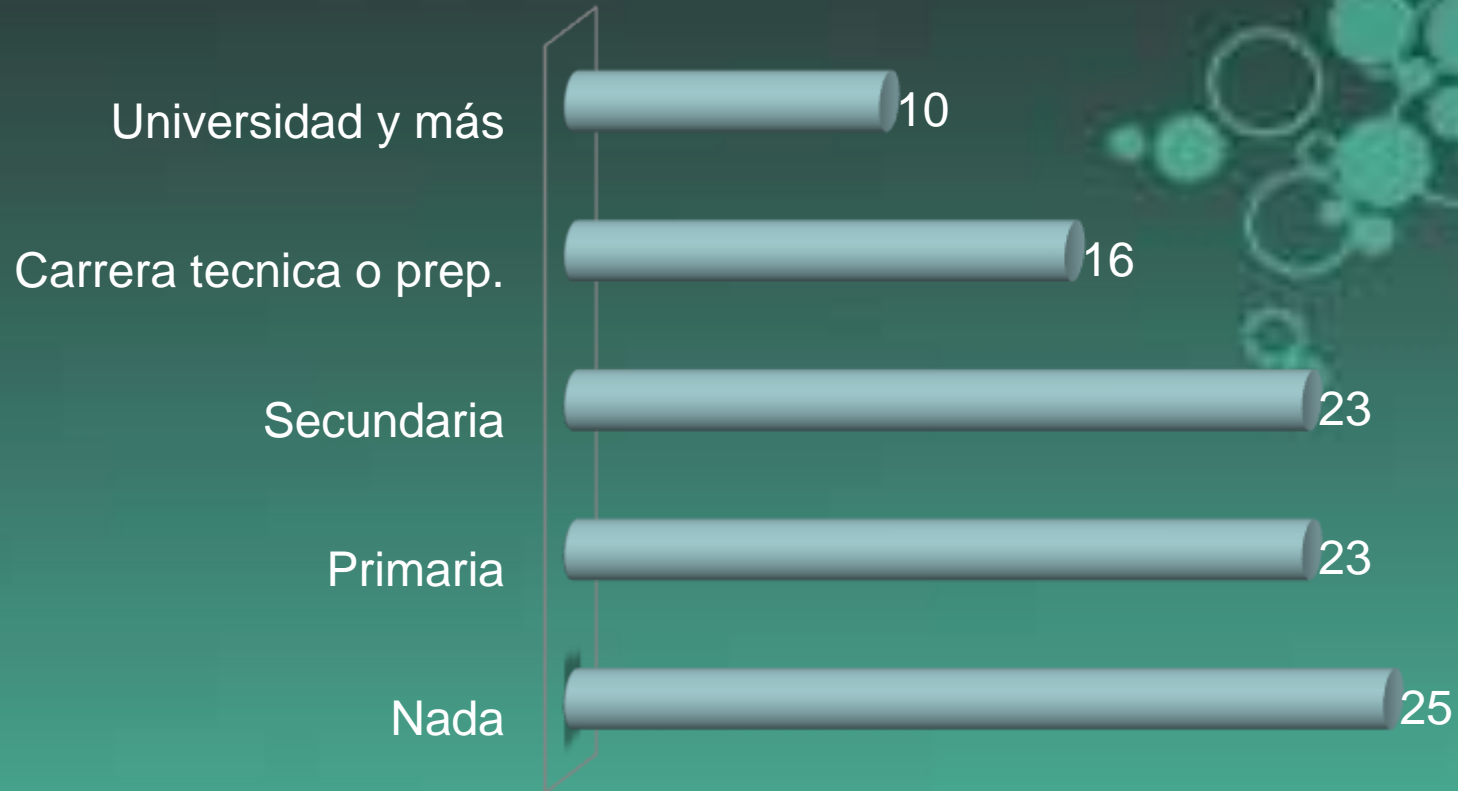 Universidad y más 10
Carrera tecnica o prep. 16
Secundaria 23
Primaria 23
Nada 25